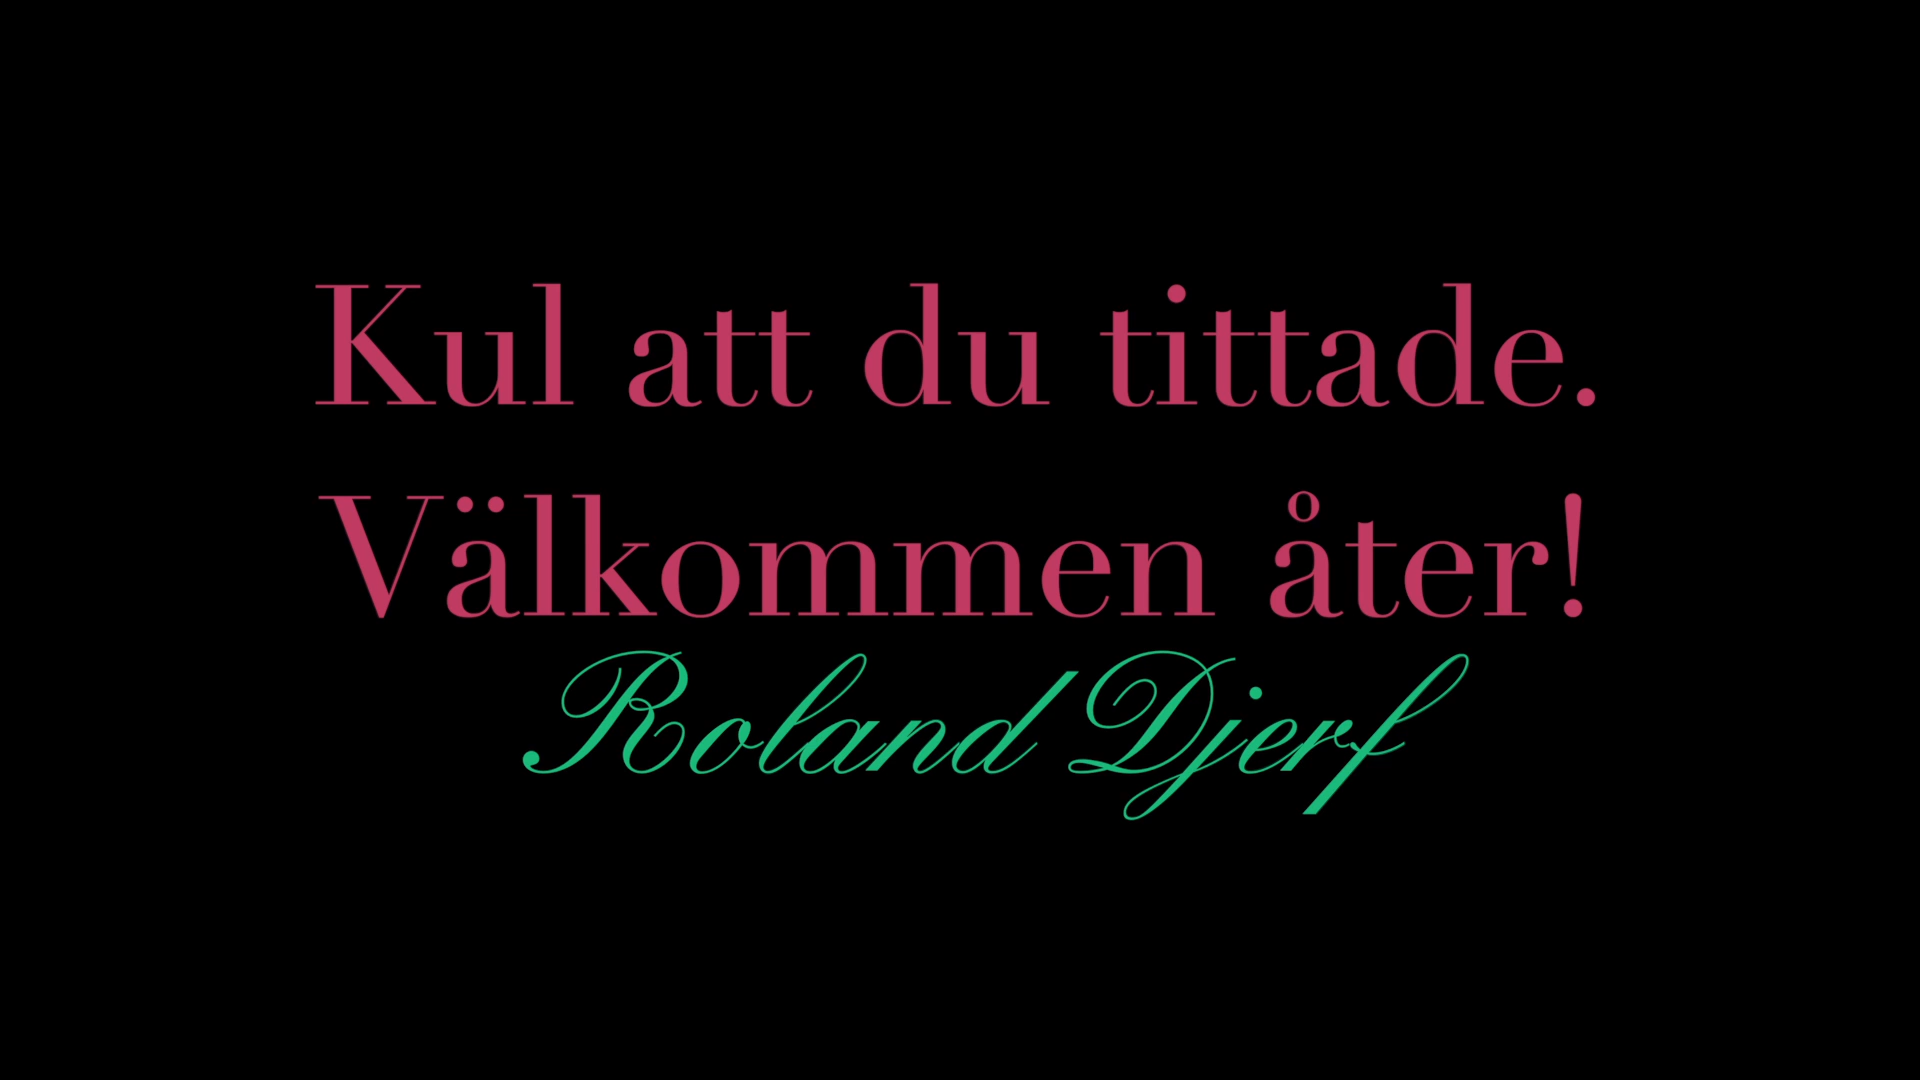 Kul att du tittade.
Välkommen åter!
Roland Djerf